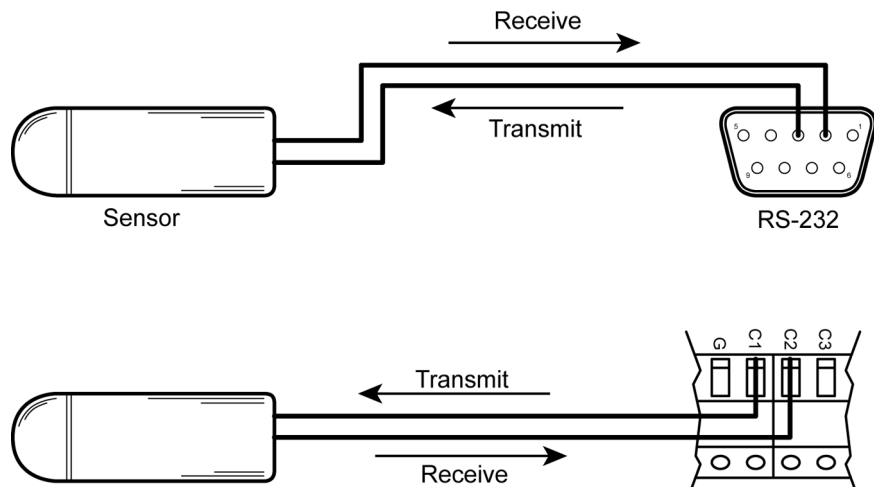 Receive
Transmit
5 1
9 6
Sensor
RS-232
G C1 C2 C3
Transmit
Receive